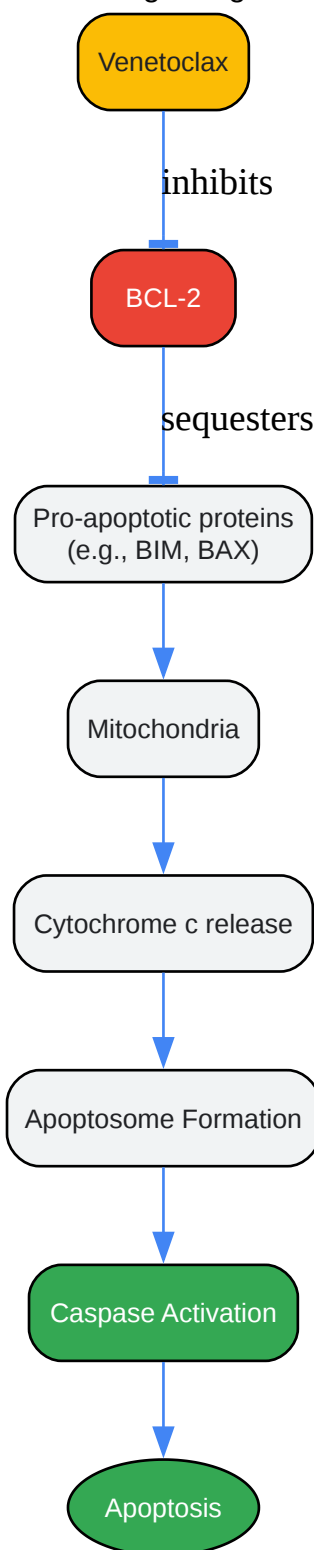 Venetoclax
inhibits
BCL-2
sequesters
Pro-apoptotic proteins
(e.g., BIM, BAX)
Mitochondria
Cytochrome c release
Apoptosome Formation
Caspase Activation
Apoptosis